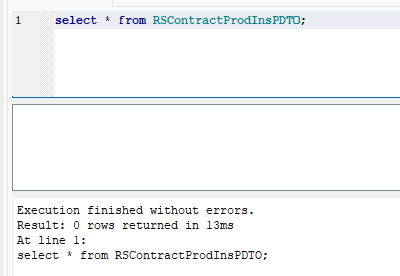 1 select * from RSContractProdInsPDTO;
Execution finished without errors.
Result: 0 rows returned in 13ms
At line 1:
select * from RSContractProdInsPDTO;